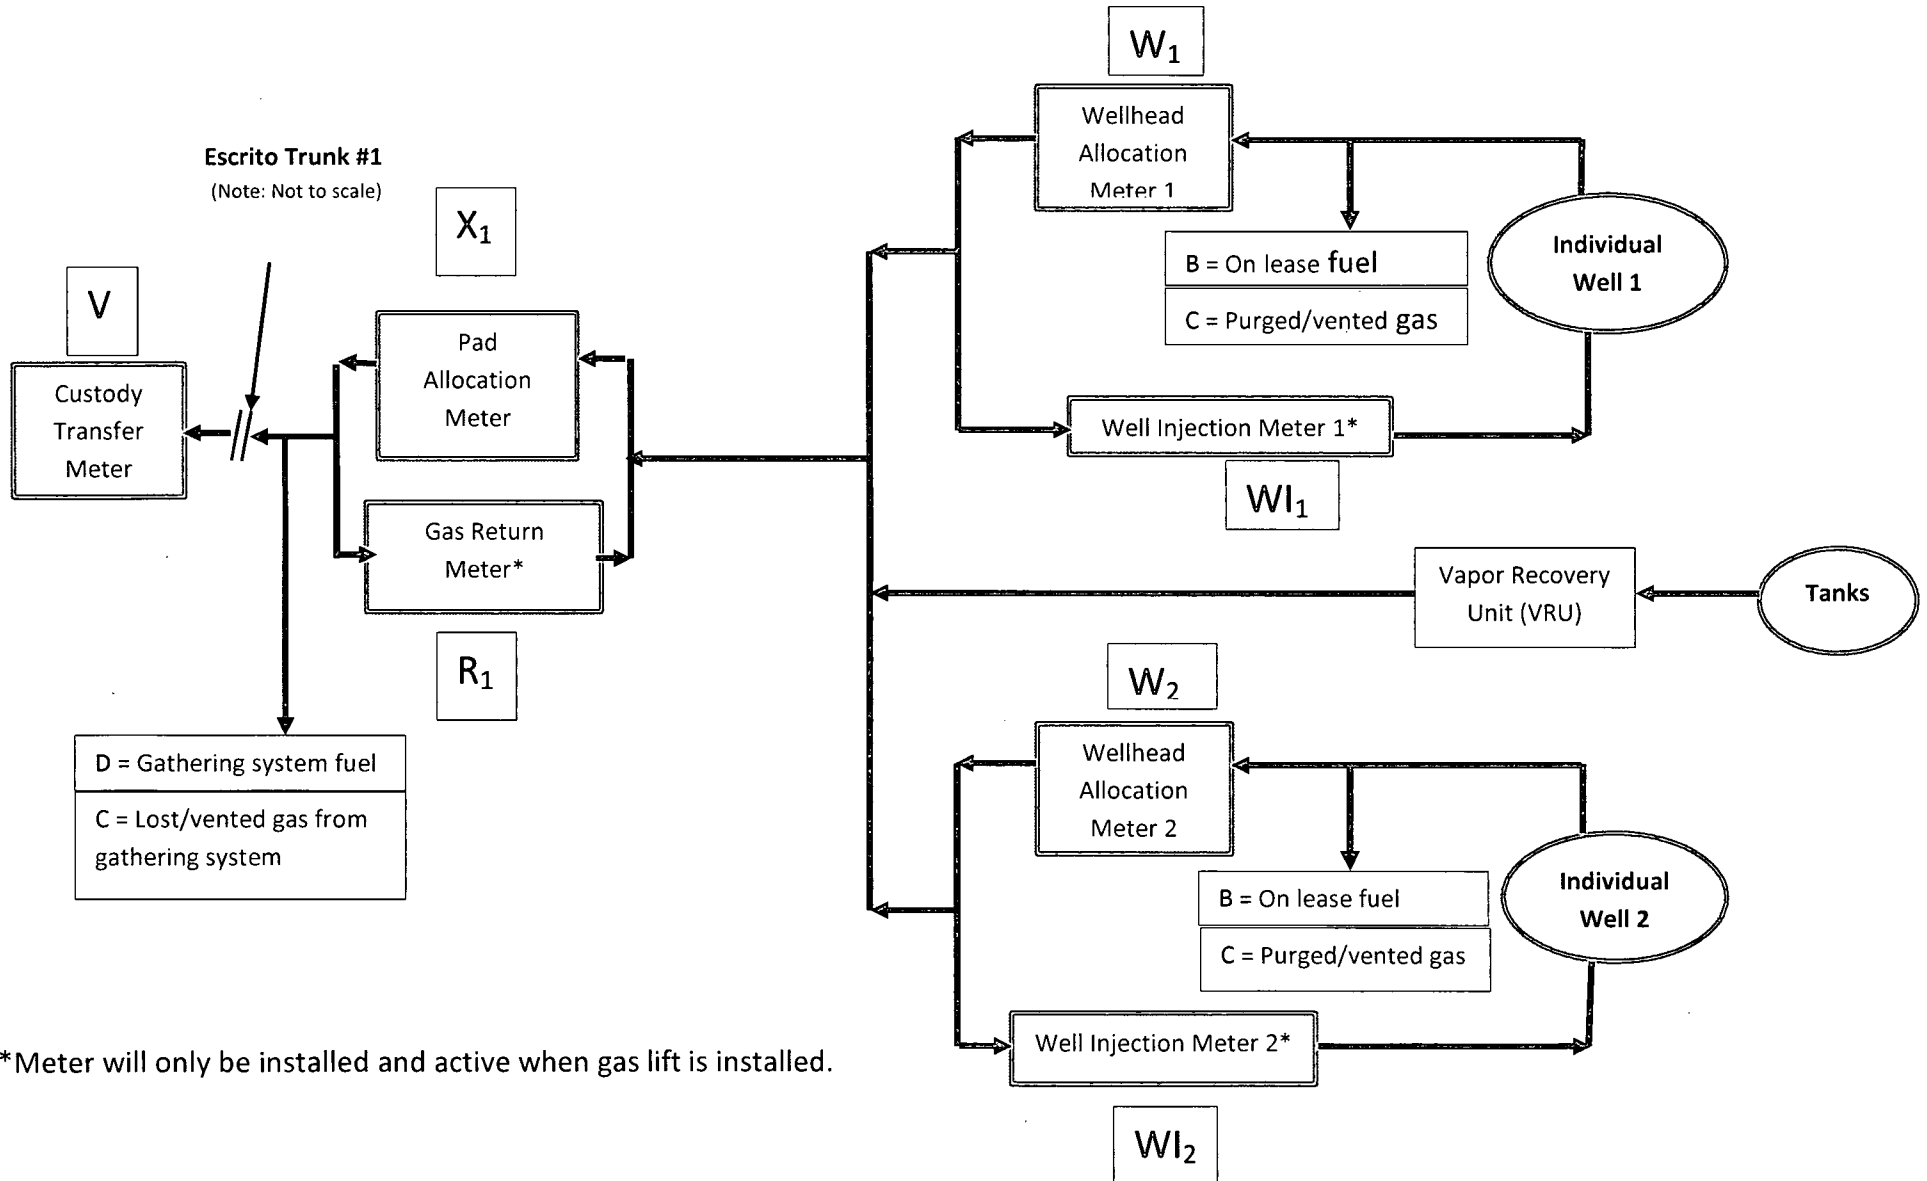 W₁
Wellhead
Allocation
Meter 1
Escrito Trunk #1
(Note: Not to scale)
X₁
V
Individual
Well 1
B = On lease fuel
C = Purged/vented gas
Pad
Allocation
Meter
Custody
Transfer
Meter
Well Injection Meter 1*
WI₁
Gas Return
Meter*
R₁
Vapor Recovery
Unit (VRU)
Tanks
W₂
Wellhead
Allocation
Meter 2
D = Gathering system fuel
C = Lost/vented gas from
gathering system
Individual
Well 2
B = On lease fuel
C = Purged/vented gas
Well Injection Meter 2*
WI₂
*Meter will only be installed and active when gas lift is installed.